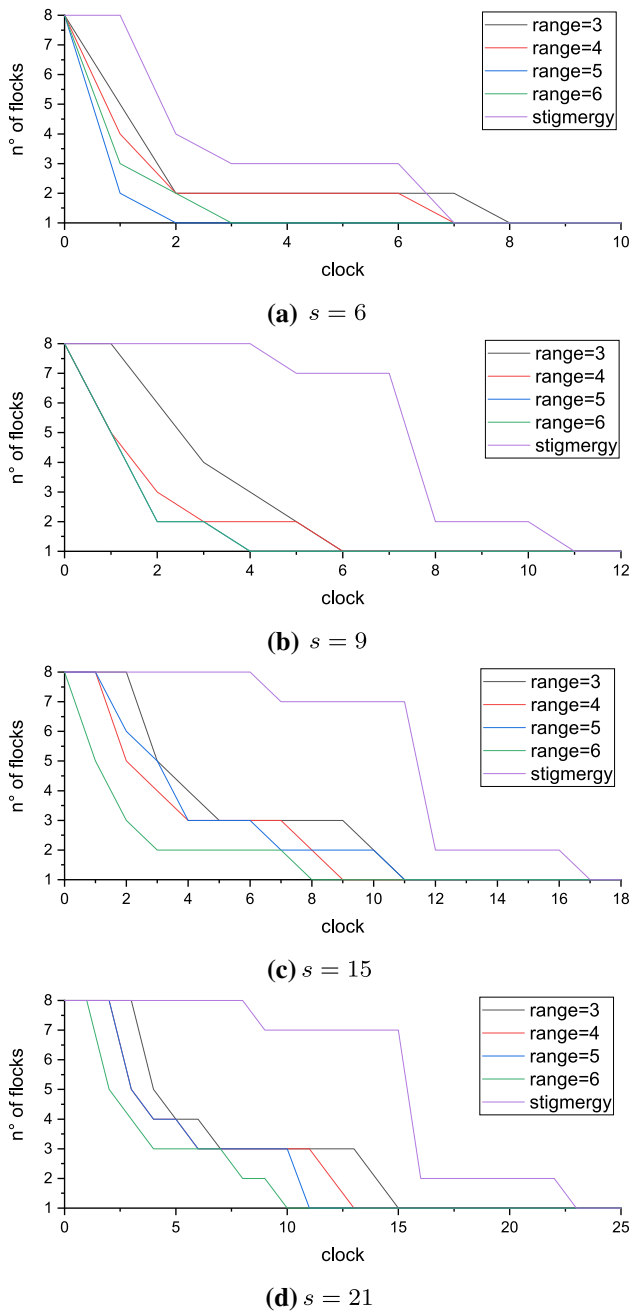 8
7
6
5
4
3
2
1
n° of flocks
range=3
range=4
range=5
range=6
stigmergy
0 2 4 6 8 10
clock
(a) s = 6
8
7
6
5
4
3
2
1
n° of flocks
range=3
range=4
range=5
range=6
stigmergy
0 2 4 6 8 10 12
clock
(b) s = 9
8
7
6
5
4
3
2
1
n° of flocks
range=3
range=4
range=5
range=6
stigmergy
0 2 4 6 8 10 12 14 16 18
clock
(c) s = 15
8
7
6
5
4
3
2
1
n° of flocks
range=3
range=4
range=5
range=6
stigmergy
0 5 10 15 20 25
clock
(d) s = 21